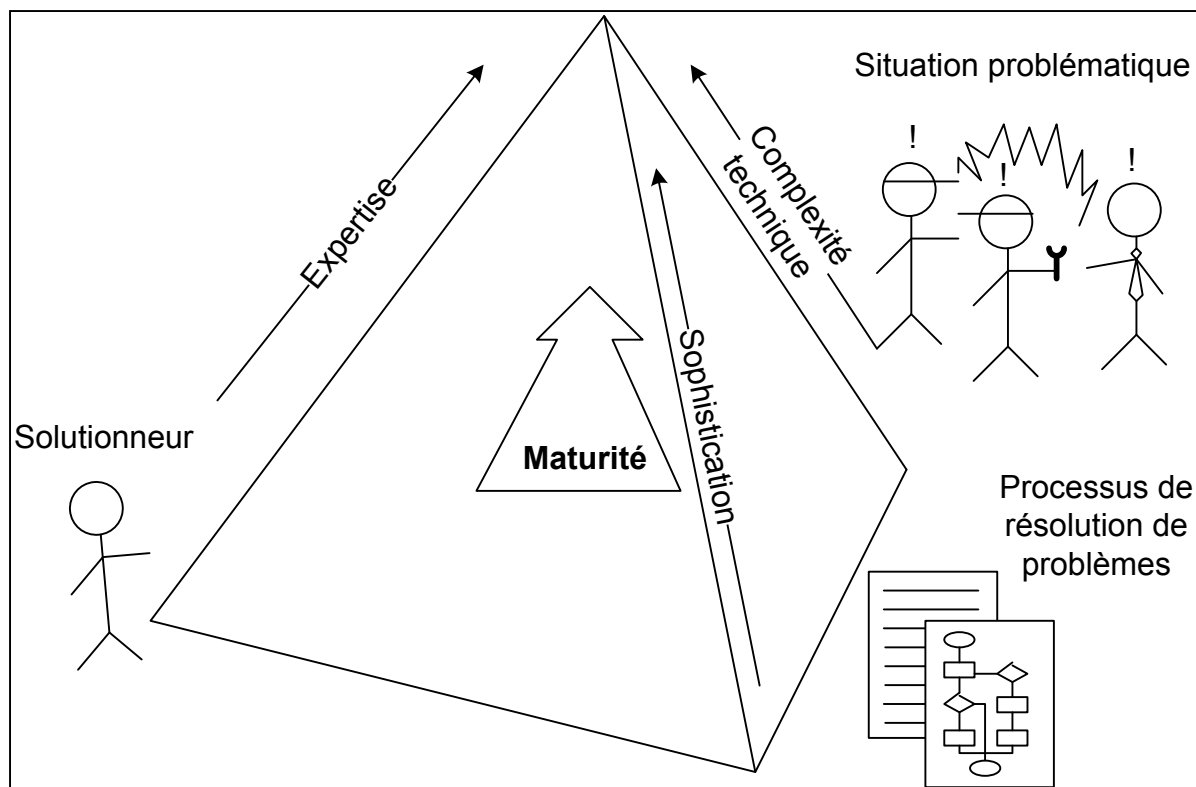 Situation problématique
! ! !
Complexité
technique
Expertise
Sophistication
Solutionneur
Maturité
Processus de
résolution de
problèmes